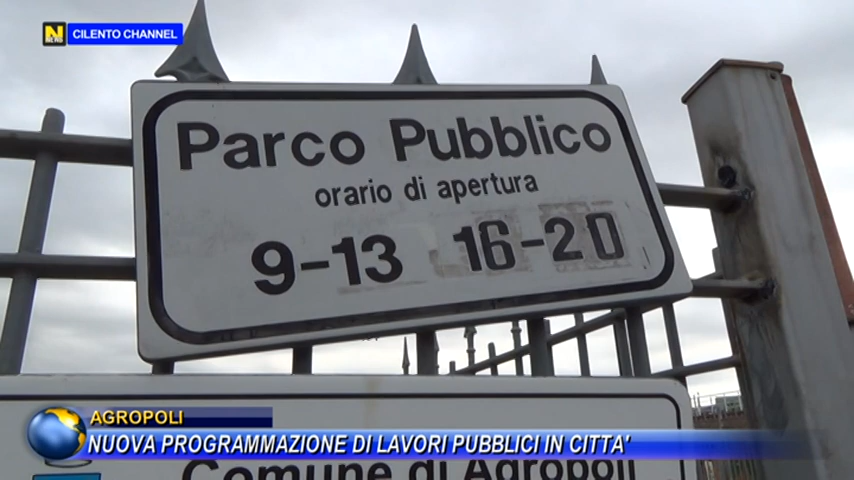 N
NEWS
CILENTO CHANNEL
Parco Pubblico
orario di apertura
9-13 16-20
AGROPOLI
NUOVA PROGRAMMAZIONE DI LAVORI PUBBLICI IN CITTA'
Comune di Agropoli